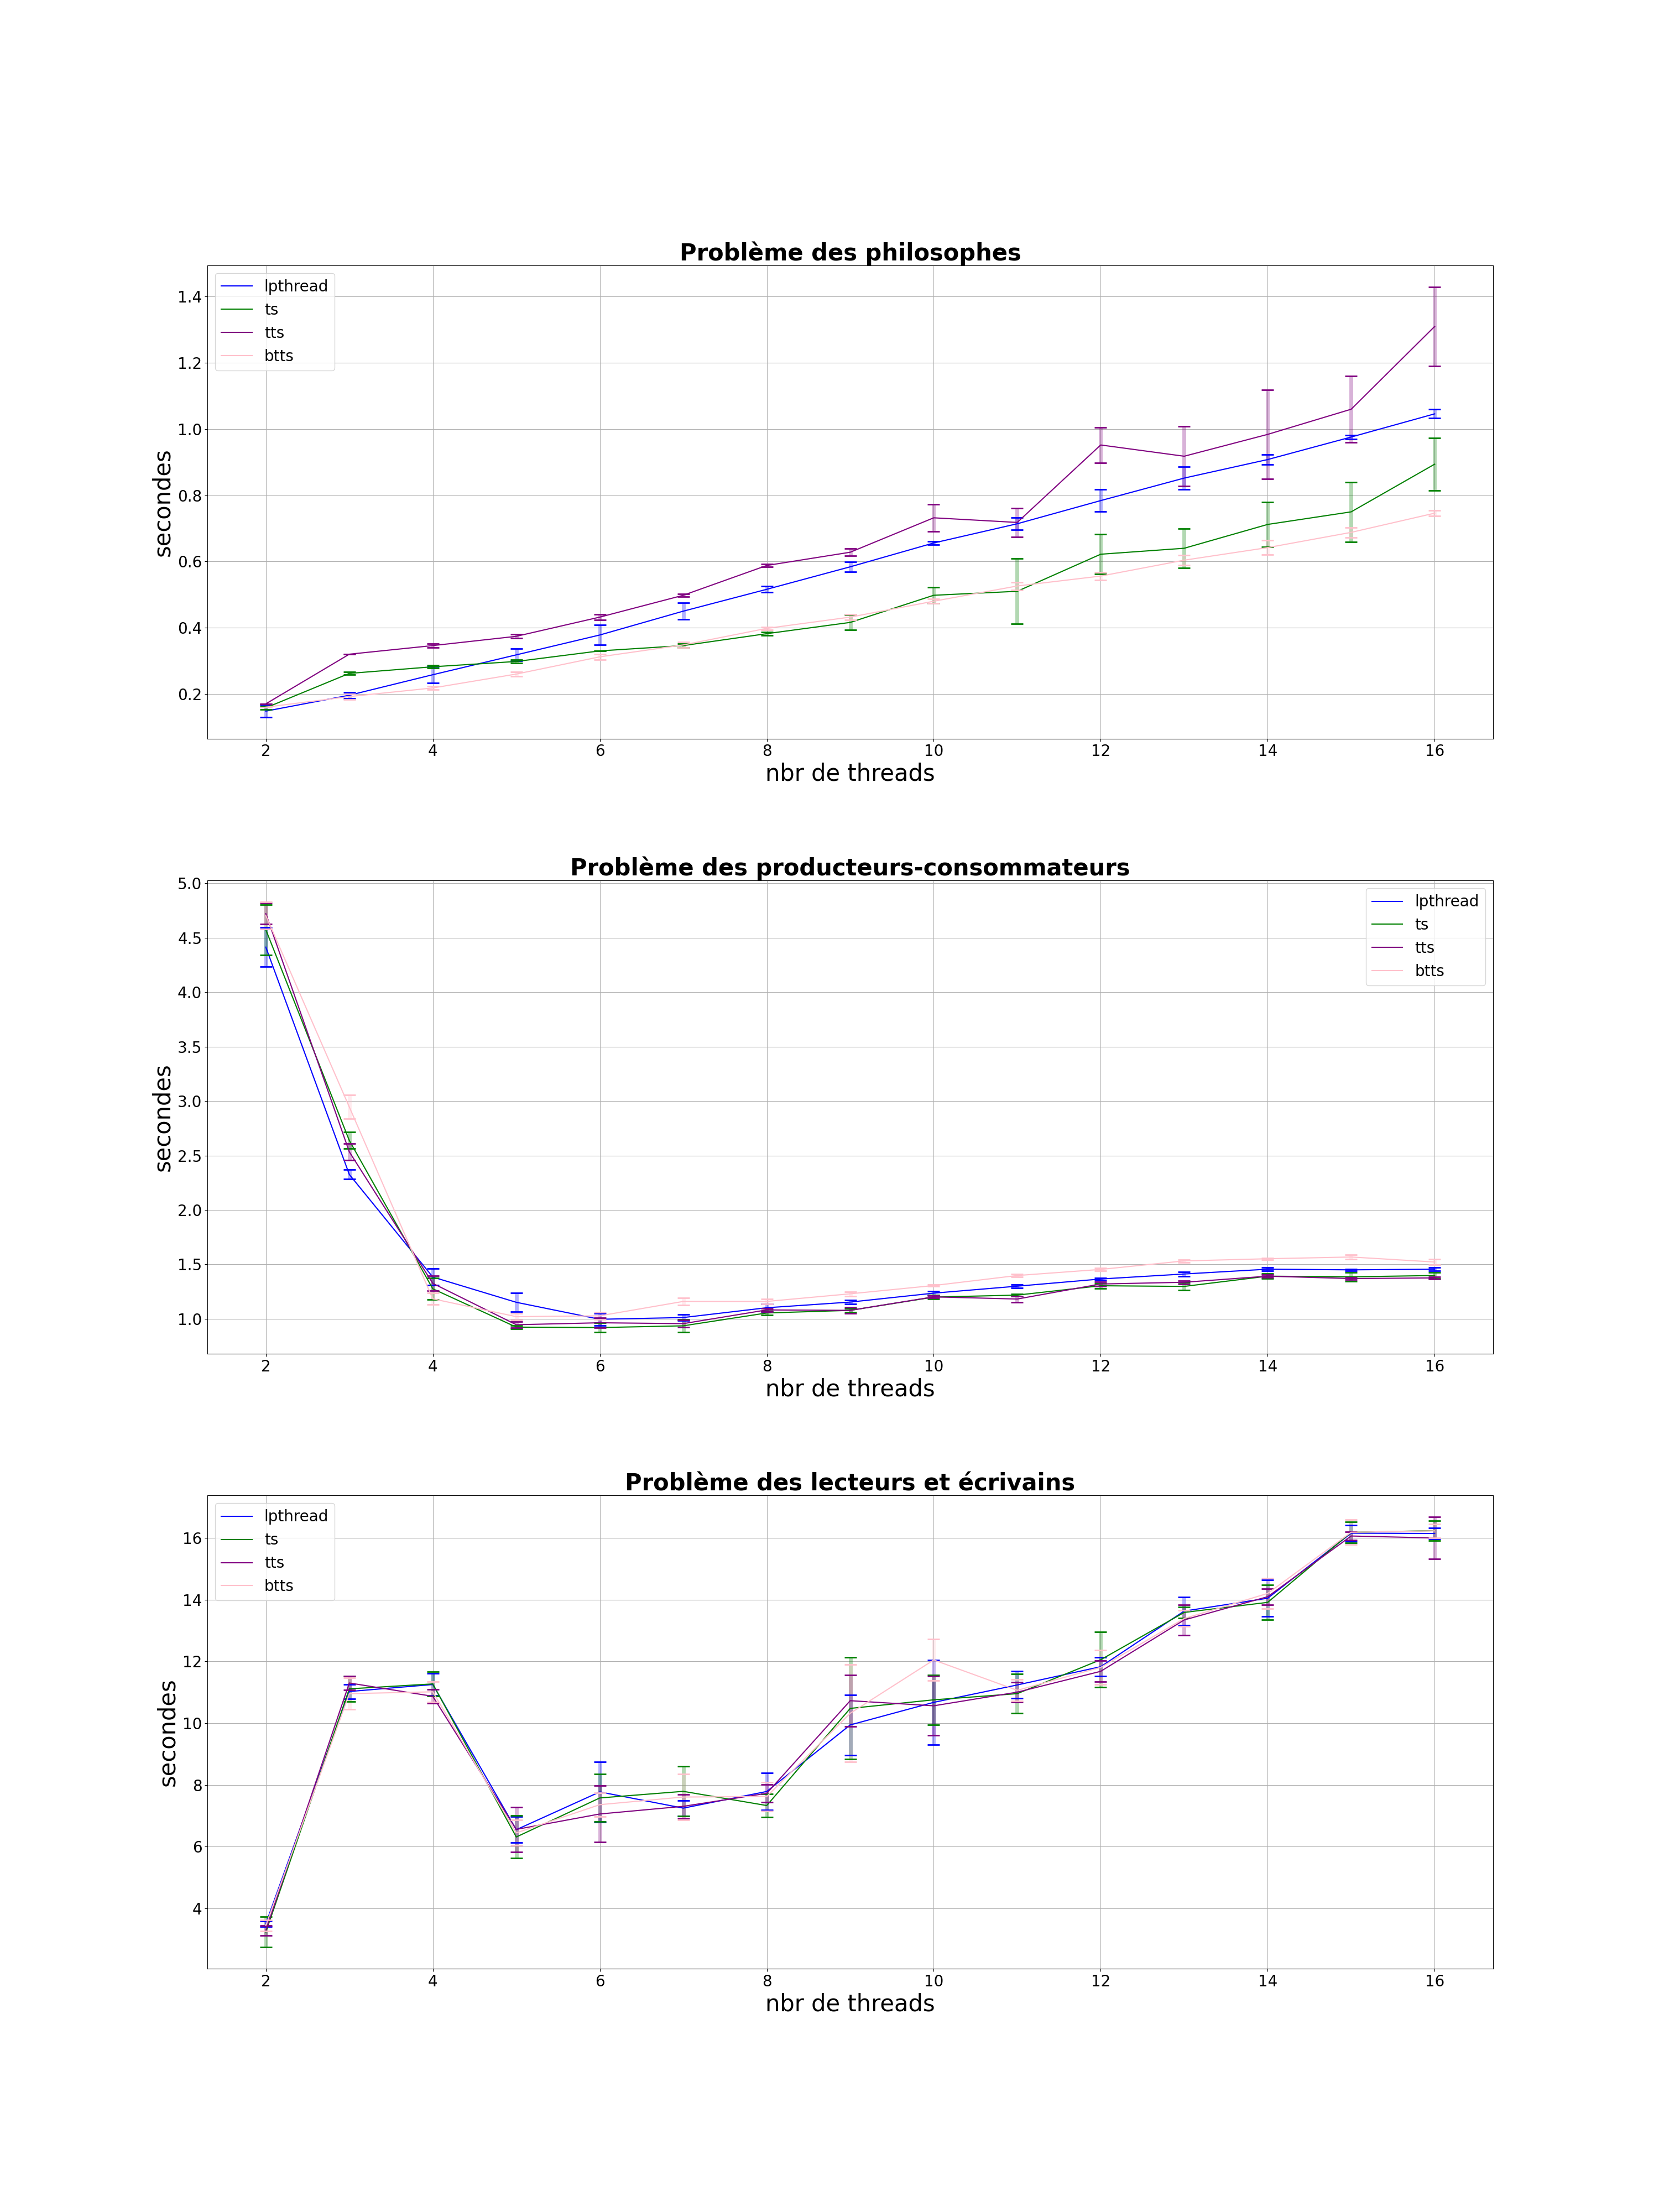 Problème des philosophes
lpthread
ts
tts
btts
1.4
1.2
1.0
0.8
0.6
0.4
0.2
secondes
2 4 6 8 10 12 14 16
nbr de threads
Problème des producteurs-consommateurs
lpthread
ts
tts
btts
5.0
4.5
4.0
3.5
3.0
2.5
2.0
1.5
1.0
secondes
2 4 6 8 10 12 14 16
nbr de threads
Problème des lecteurs et écrivains
lpthread
ts
tts
btts
16
14
12
10
8
6
4
secondes
2 4 6 8 10 12 14 16
nbr de threads